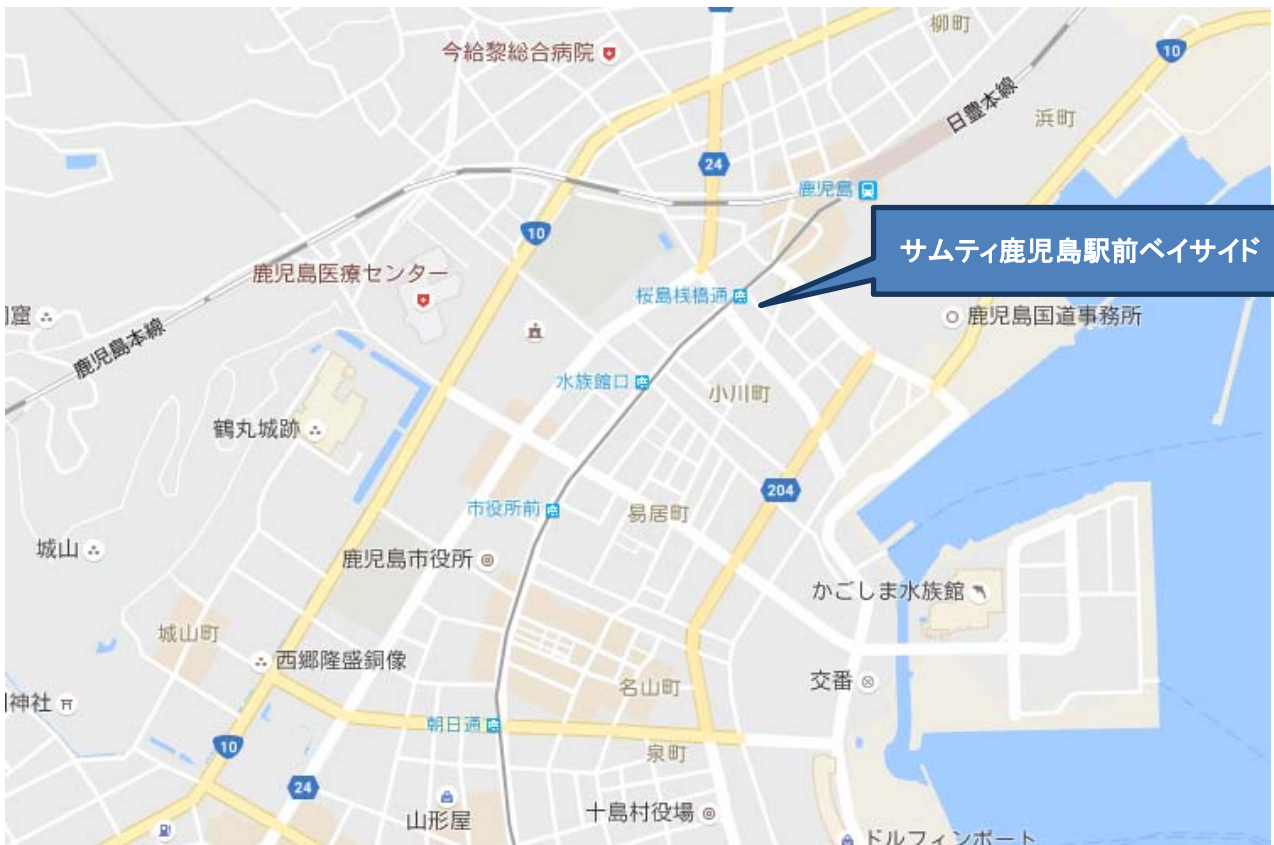 柳町
今給黎総合病院
10
日豊本線
浜町
24
鹿児島
サムティ鹿児島駅前ベイサイド
10
鹿児島医療センター
桜島桟橋通
窟
鹿児島国道事務所
鹿児島本線
水族館口
小川町
鶴丸城跡
204
市役所前
易居町
城山
鹿児島市役所
かごしま水族館
城山町
西郷隆盛銅像
名山町
交番
神社
朝日通
10
泉町
24
山形屋
十島村役場
ドルフィンポート